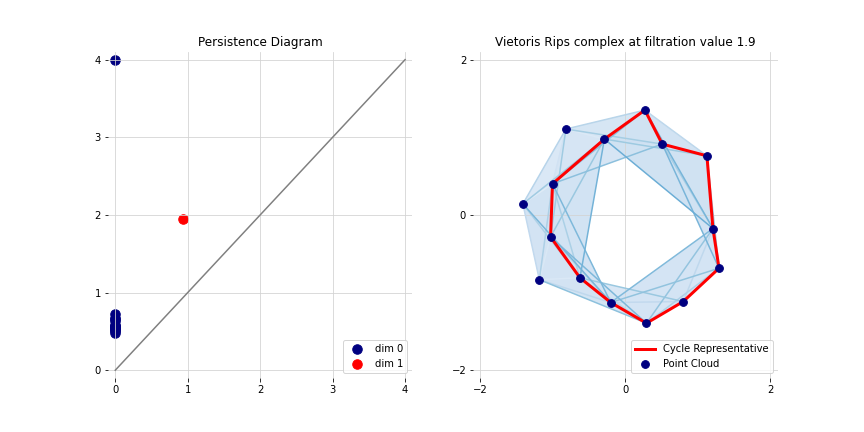 Persistence Diagram
4
3
2
1
0
0
1
2
3
4
dim 0
dim 1
Vietoris Rips complex at filtration value 1.9
2
0
−2
−2
0
2
Cycle Representative
Point Cloud